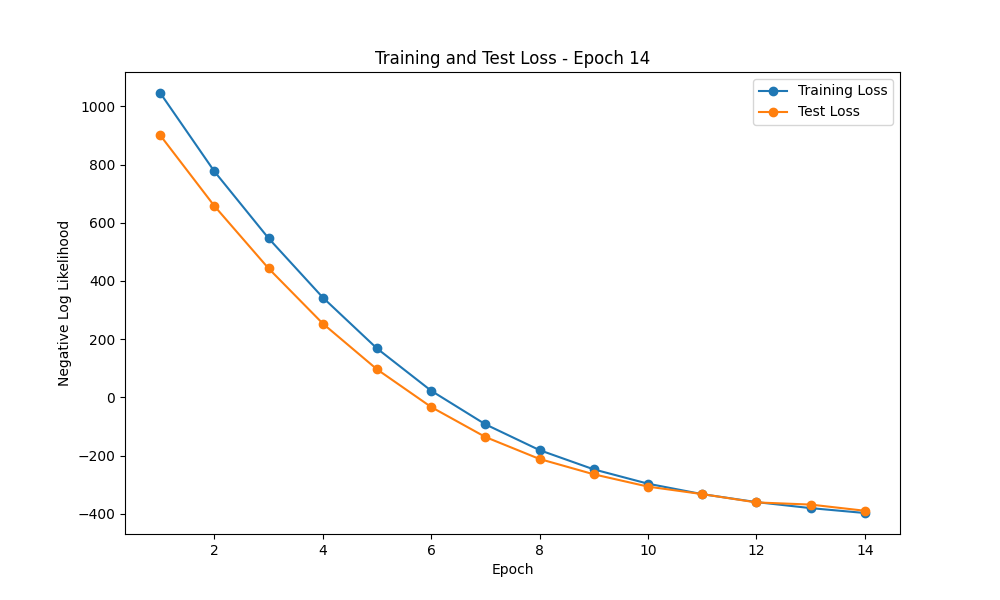 Training and Test Loss - Epoch 14
Training Loss
Test Loss
Negative Log Likelihood
1000
800
600
400
200
0
−200
−400
2 4 6 8 10 12 14
Epoch